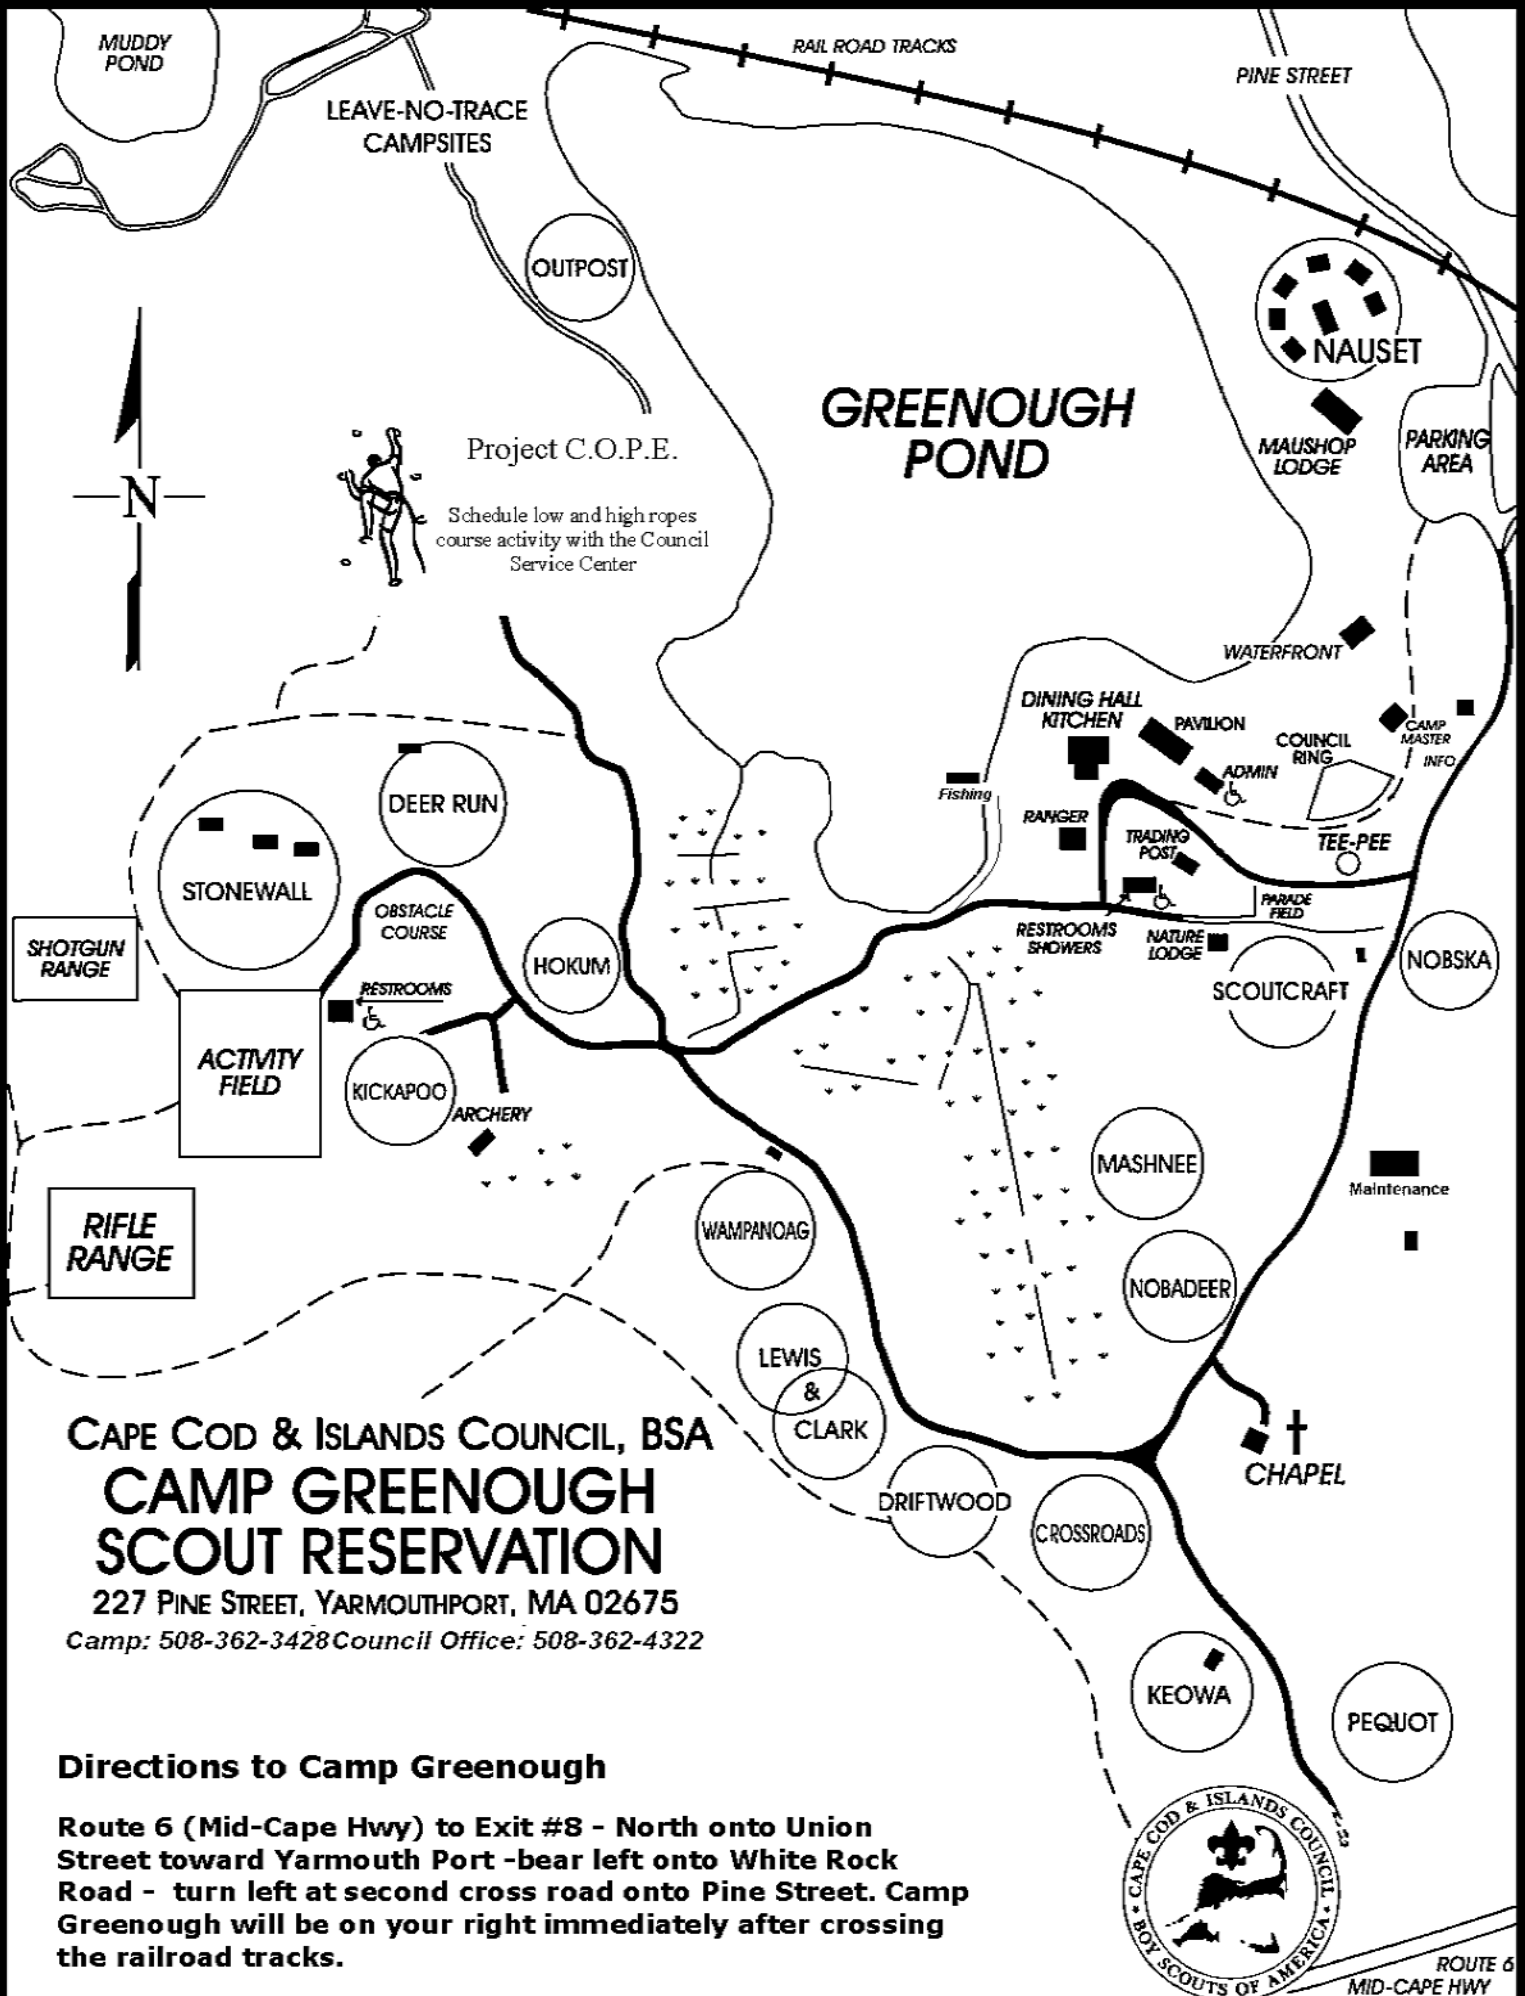 MUDDY
POND
RAIL ROAD TRACKS
PINE STREET
LEAVE-NO-TRACE
CAMPSITES
OUTPOST
NAUSET
GREENOUGH
POND
MAUSHOP
LODGE
PARKING
AREA
N
Project C.O.P.E.
Schedule low and high ropes
course activity with the Council
Service Center
WATERFRONT
DINING HALL
KITCHEN
PAVILION
COUNCIL
RING
CAMP
MASTER
INFO
ADMIN
Fishing
RANGER
TRADING
POST
TEE-PEE
DEER RUN
STONEWALL
OBSTACLE
COURSE
PARADE
FIELD
RESTROOMS
SHOWERS
NATURE
LODGE
SHOTGUN
RANGE
HOKUM
NOBSKA
RESTROOMS
SCOUTCRAFT
ACTIVITY
FIELD
KICKAPOO
ARCHERY
MASHNEE
Maintenance
RIFLE
RANGE
WAMPANOAG
NOBADEER
LEWIS
&
CLARK
CAPE COD & ISLANDS COUNCIL, BSA
CAMP GREENOUGH
SCOUT RESERVATION
227 PINE STREET, YARMOUTHPORT, MA 02675
Camp: 508-362-3428 Council Office: 508-362-4322
CHAPEL
DRIFTWOOD
CROSSROADS
KEOWA
PEQUOT
Directions to Camp Greenough
Route 6 (Mid-Cape Hwy) to Exit #8 - North onto Union
Street toward Yarmouth Port -bear left onto White Rock
Road - turn left at second cross road onto Pine Street. Camp
Greenough will be on your right immediately after crossing
the railroad tracks.
CAPE COD & ISLANDS COUNCIL
BOY SCOUTS OF AMERICA
ROUTE 6
MID-CAPE HWY